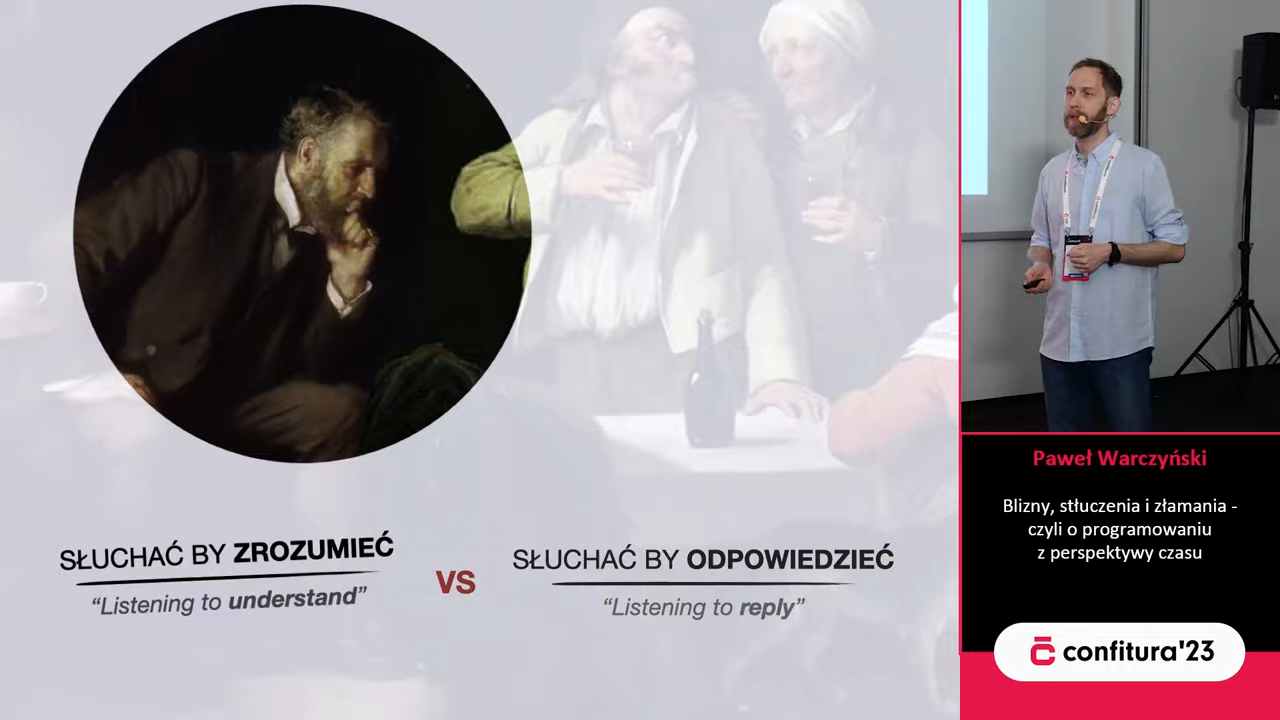 SŁUCHAĆ BY ZROZUMIEĆ
“Listening to understand”
VS
SŁUCHAĆ BY ODPOWIEDZIEĆ
“Listening to reply”
Paweł Warczyński
Blizny, stłuczenia i złamania -
czyli o programowaniu
z perspektywy czasu
confitura'23